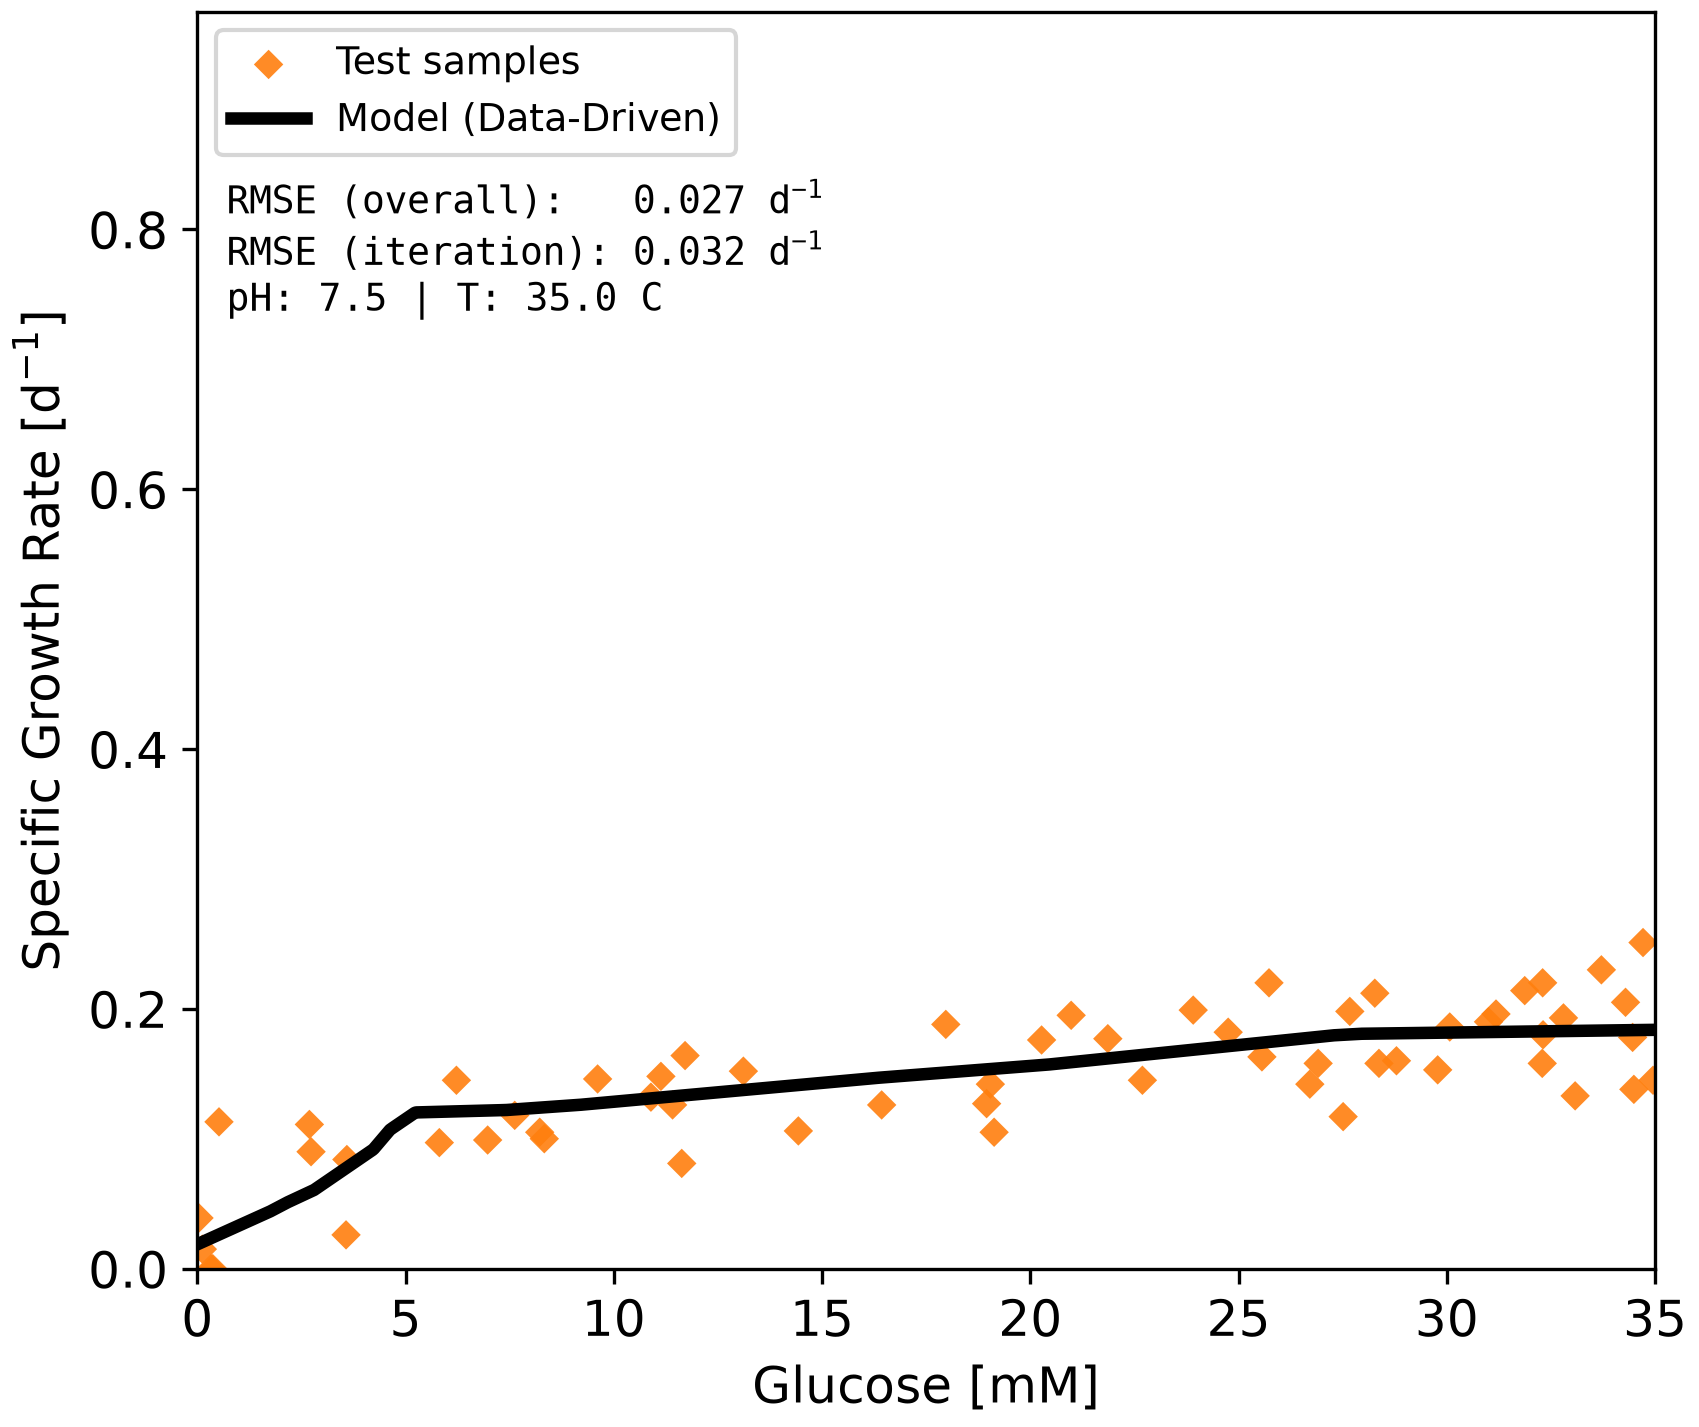 Test samples
Model (Data-Driven)
RMSE (overall):   0.027 d⁻¹
RMSE (iteration): 0.032 d⁻¹
pH: 7.5 | T: 35.0 C
Specific Growth Rate [d⁻¹]
0.8
0.6
0.4
0.2
0.0
0 5 10 15 20 25 30 35
Glucose [mM]